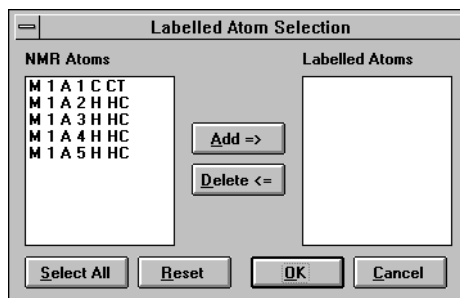 Labelled Atom Selection
NMR Atoms
Labelled Atoms
M 1 A 1 C CT
M 1 A 2 H HC
M 1 A 3 H HC
M 1 A 4 H HC
M 1 A 5 H HC
Add =>
Delete <=
Select All
Reset
OK
Cancel